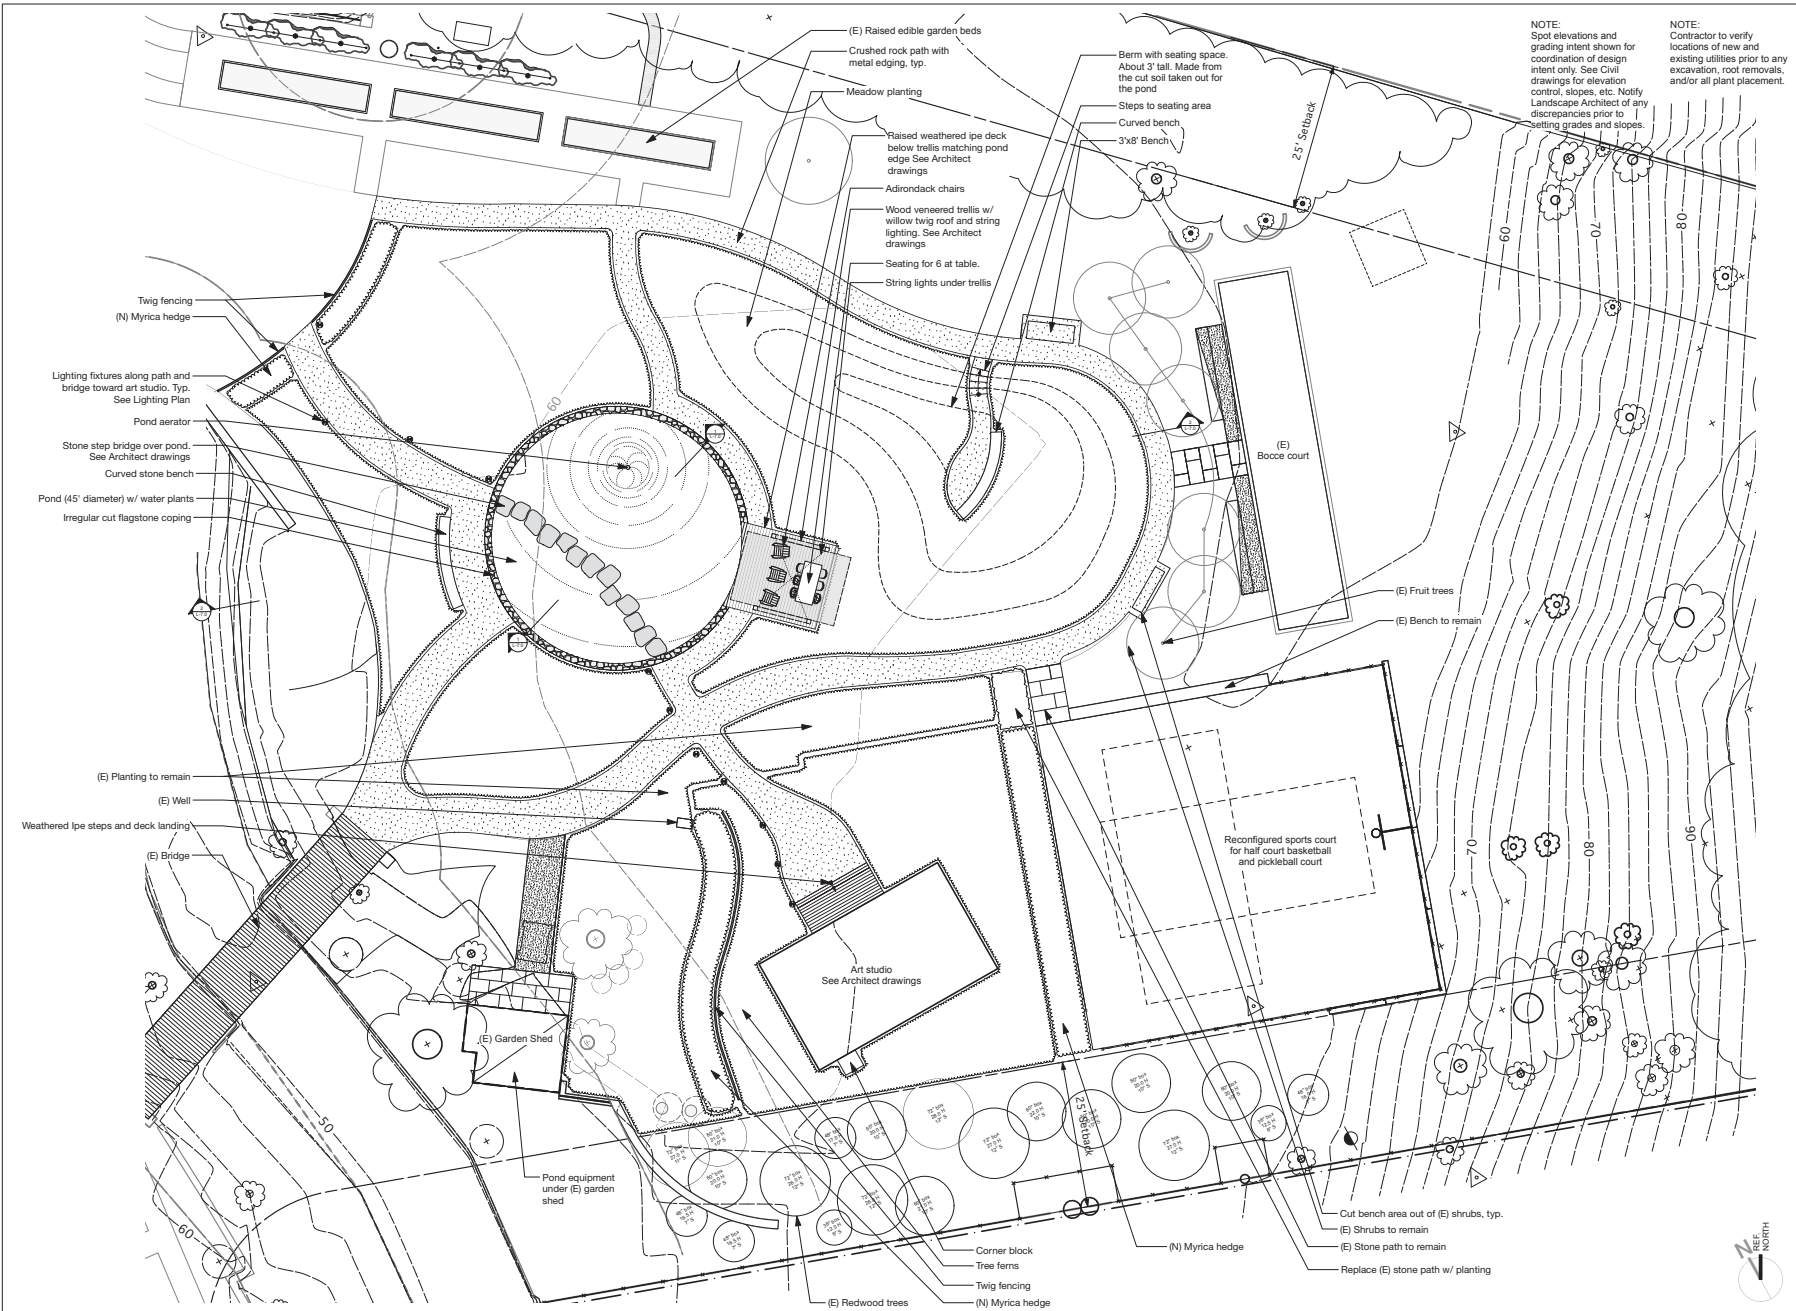 NOTE:
Spot elevations and
grading intent shown for
coordination of design
intent only. See Civil
drawings for elevation
control, slopes, etc. Notify
Landscape Architect of any
discrepancies prior to
setting grades and slopes.
NOTE:
Contractor to verify
locations of new and
existing utilities prior to any
excavation, root removals,
and/or all plant placement.
(E) Raised edible garden beds
Crushed rock path with
metal edging, typ.
Meadow planting
Raised weathered ipe deck
below trellis matching pond
edge See Architect
drawings
Adirondack chairs
Wood veneered trellis w/
willow twig roof and string
lighting. See Architect
drawings
Seating for 6 at table.
String lights under trellis
Berm with seating space.
About 3' tall. Made from
the cut soil taken out for
the pond
Steps to seating area
Curved bench
3'x8' Bench
25' Setback
60
70
80
Twig fencing
(N) Myrica hedge
Lighting fixtures along path and
bridge toward art studio. Typ.
See Lighting Plan
Pond aerator
Stone step bridge over pond.
See Architect drawings
Curved stone bench
Pond (45' diameter) w/ water plants
Irregular cut flagstone coping
60
(E)
Bocce court
(E) Fruit trees
(E) Bench to remain
(E) Planting to remain
(E) Well
Weathered Ipe steps and deck landing
(E) Bridge
Reconfigured sports court
for half court basketball
and pickleball court
70
80
90
Art studio
See Architect drawings
(E) Garden Shed
50
60
Pond equipment
under (E) garden
shed
25' Setback
Corner block
Tree ferns
Twig fencing
(N) Myrica hedge
(E) Redwood trees
(N) Myrica hedge
Cut bench area out of (E) shrubs, typ.
(E) Shrubs to remain
(E) Stone path to remain
Replace (E) stone path w/ planting
N
REF.
NORTH